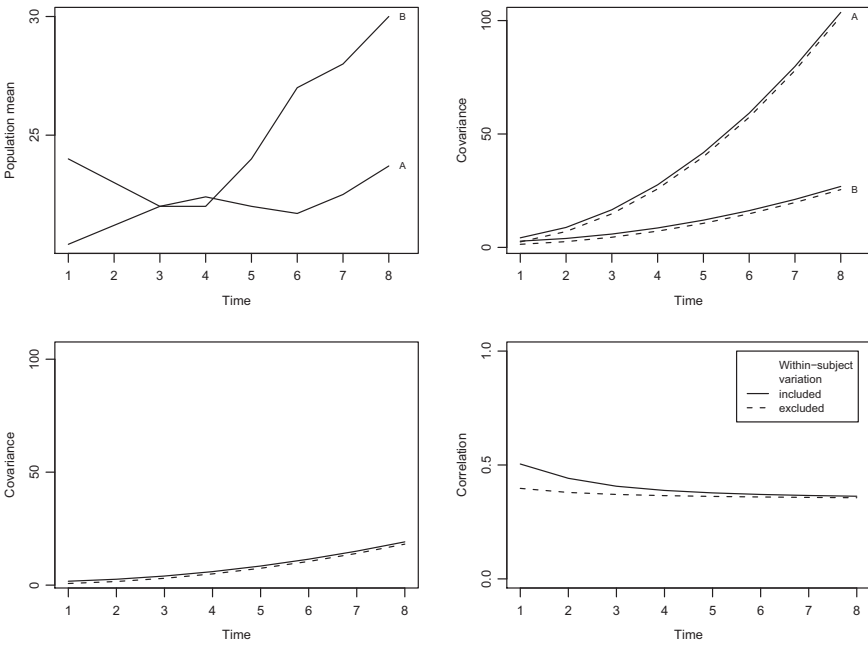 Population mean
30
25
B
A
1 2 3 4 5 6 7 8
Time
Covariance
100
50
0
A
B
1 2 3 4 5 6 7 8
Time
Covariance
100
50
0
1 2 3 4 5 6 7 8
Time
Correlation
1.0
0.5
0.0
Within−subject
variation
included
excluded
1 2 3 4 5 6 7 8
Time